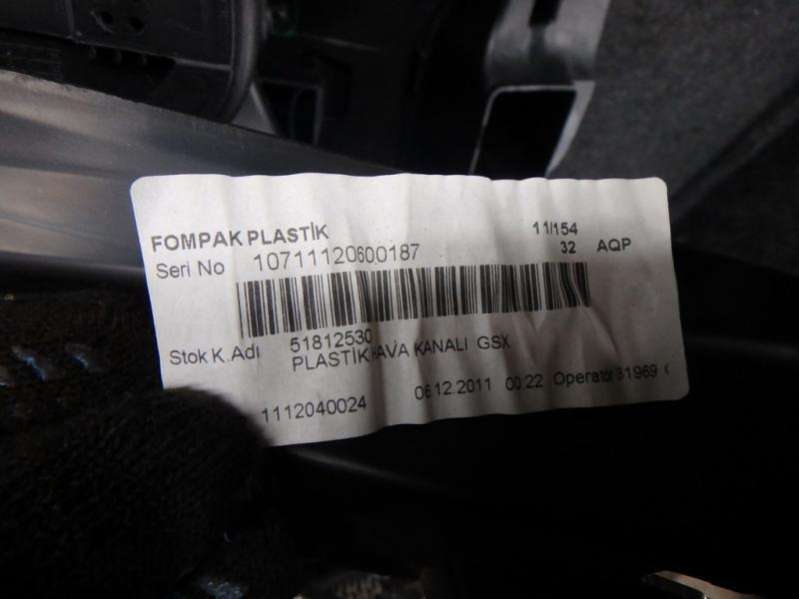 FOMPAK PLASTİK 11/154
Seri No 10711120600187 32 AQP
Stok K.Adı 51812530
PLASTİK HAVA KANALI GSX
1112040024 06.12.2011 00:22 Operatör 31969